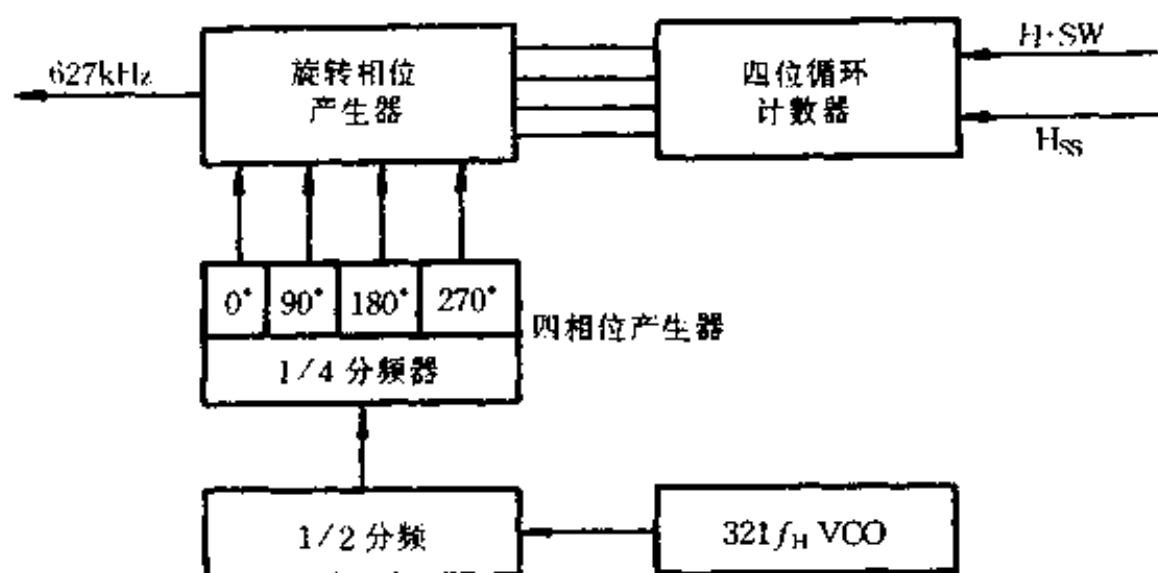 627kHz
旋转相位
产生器
四位循环
计数器
H·SW
Hss
0° 90° 180° 270°
四相位产生器
1/4 分频器
1/2 分频
321fH VCO